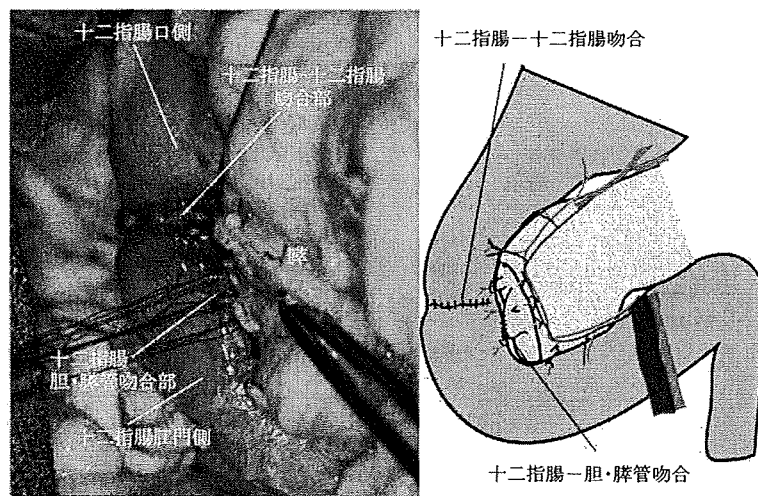 十二指腸口側
十二指腸-十二指腸
吻合部
膵
十二指腸
胆・膵管吻合部
十二指腸肛門側
十二指腸－十二指腸吻合
十二指腸－胆・膵管吻合